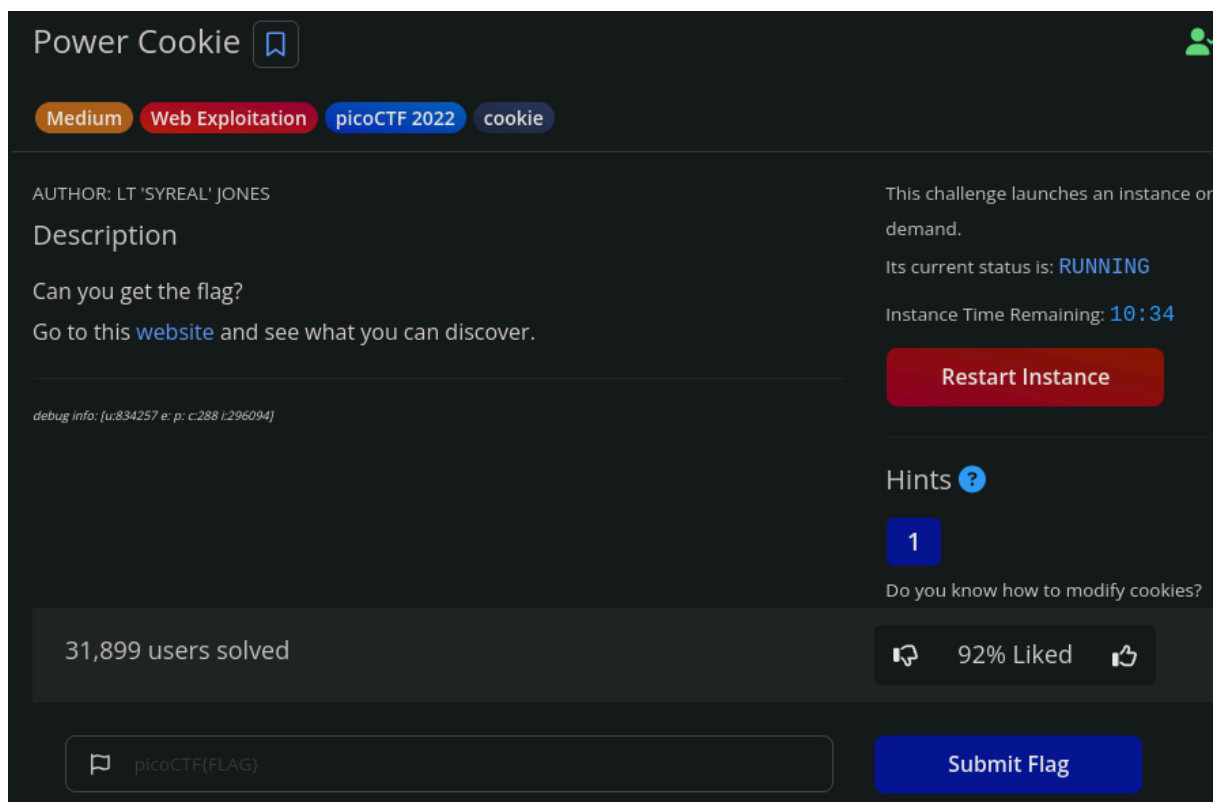 Power Cookie
Medium Web Exploitation picoCTF 2022 cookie
AUTHOR: LT 'SYREAL' JONES
Description
Can you get the flag?
Go to this website and see what you can discover.
debug info: [u:834257 e: p: c:288 i:296094]
This challenge launches an instance on
demand.
Its current status is: RUNNING
Instance Time Remaining: 10:34
Restart Instance
Hints ?
1
Do you know how to modify cookies?
31,899 users solved
92% Liked
picoCTF{FLAG}
Submit Flag